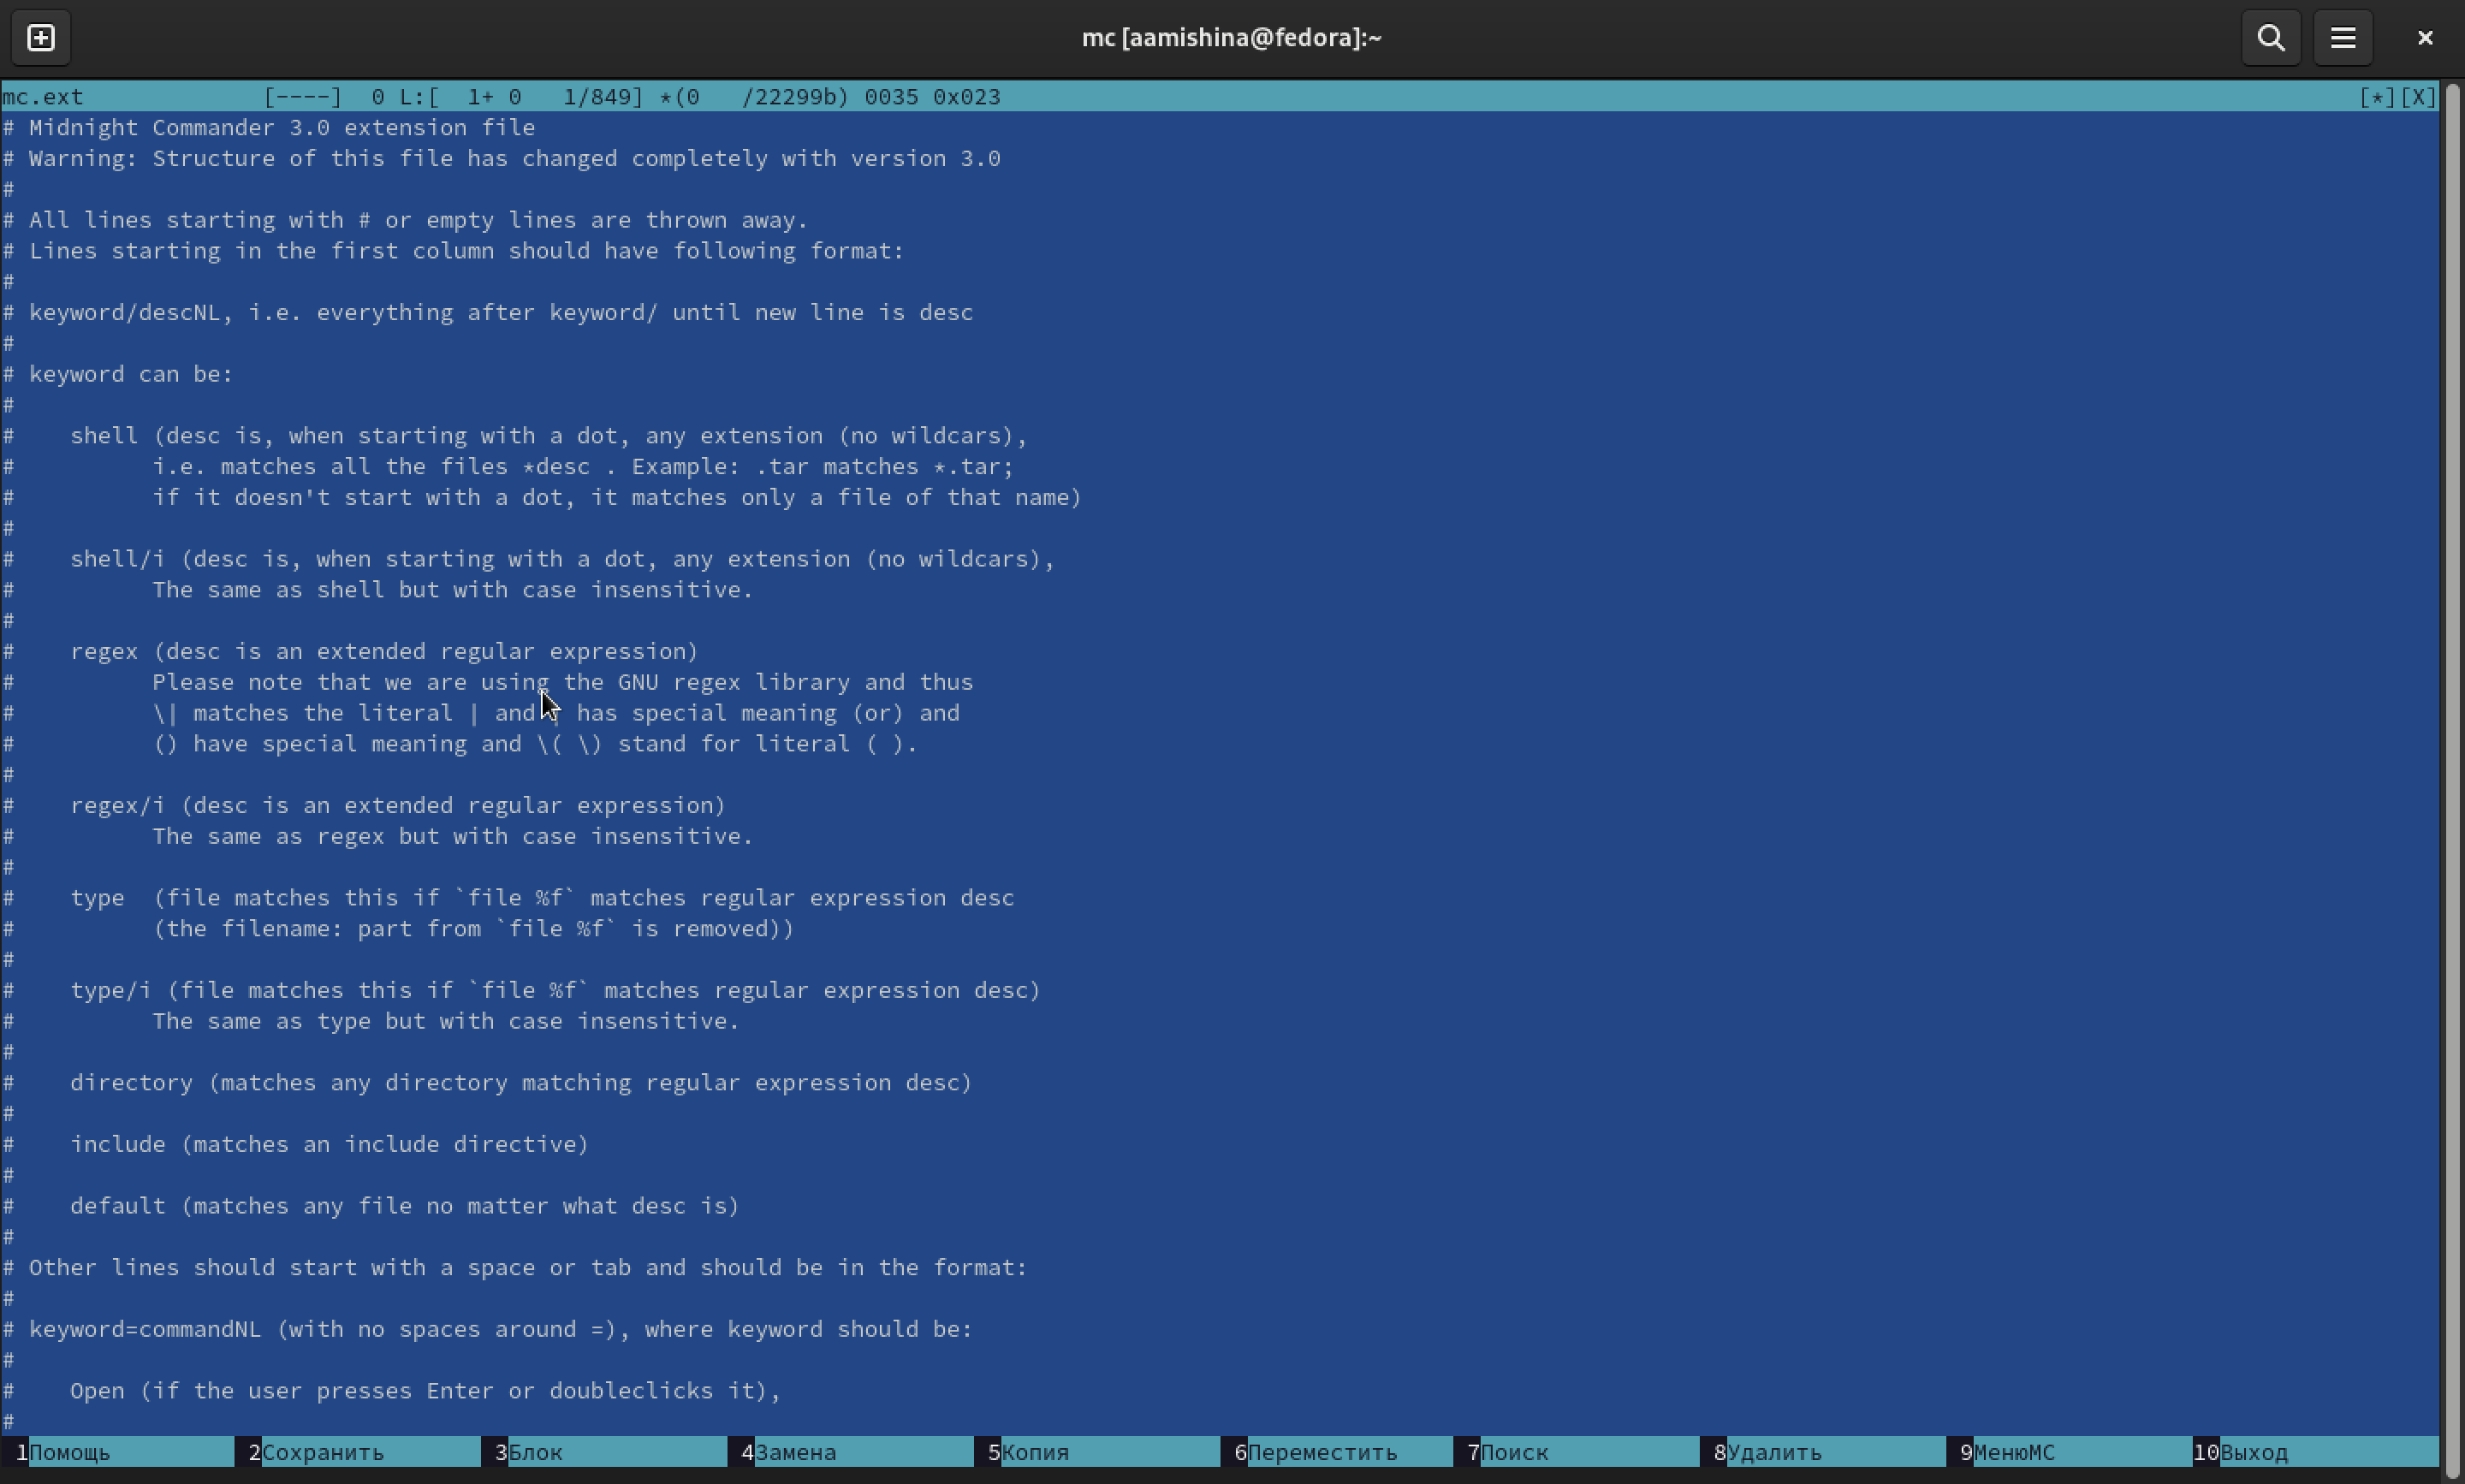 mc [aamishina@fedora]:~
mc.ext             [----]  0 L:[  1+ 0   1/849] *(0   /22299b) 0035 0x023   [*][X]
# Midnight Commander 3.0 extension file
# Warning: Structure of this file has changed completely with version 3.0
#
# All lines starting with # or empty lines are thrown away.
# Lines starting in the first column should have following format:
#
# keyword/descNL, i.e. everything after keyword/ until new line is desc
#
# keyword can be:
#
#    shell (desc is, when starting with a dot, any extension (no wildcars),
#          i.e. matches all the files *desc . Example: .tar matches *.tar;
#          if it doesn't start with a dot, it matches only a file of that name)
#
#    shell/i (desc is, when starting with a dot, any extension (no wildcars),
#          The same as shell but with case insensitive.
#
#    regex (desc is an extended regular expression)
#          Please note that we are using the GNU regex library and thus
#          \| matches the literal | and | has special meaning (or) and
#          () have special meaning and \( \) stand for literal ( ).
#
#    regex/i (desc is an extended regular expression)
#          The same as regex but with case insensitive.
#
#    type  (file matches this if `file %f` matches regular expression desc
#          (the filename: part from `file %f` is removed))
#
#    type/i (file matches this if `file %f` matches regular expression desc)
#          The same as type but with case insensitive.
#
#    directory (matches any directory matching regular expression desc)
#
#    include (matches an include directive)
#
#    default (matches any file no matter what desc is)
#
# Other lines should start with a space or tab and should be in the format:
#
# keyword=commandNL (with no spaces around =), where keyword should be:
#
#    Open (if the user presses Enter or doubleclicks it),
#
1Помощь 2Сохранить 3Блок 4Замена 5Копия 6Переместить 7Поиск 8Удалить 9МенюМС 10Выход